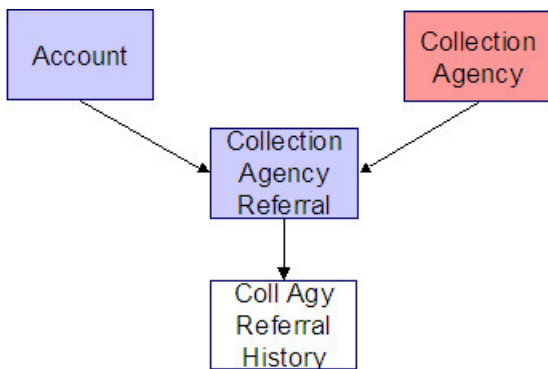 Account
Collection
Agency
Collection
Agency
Referral
Coll Agy
Referral
History